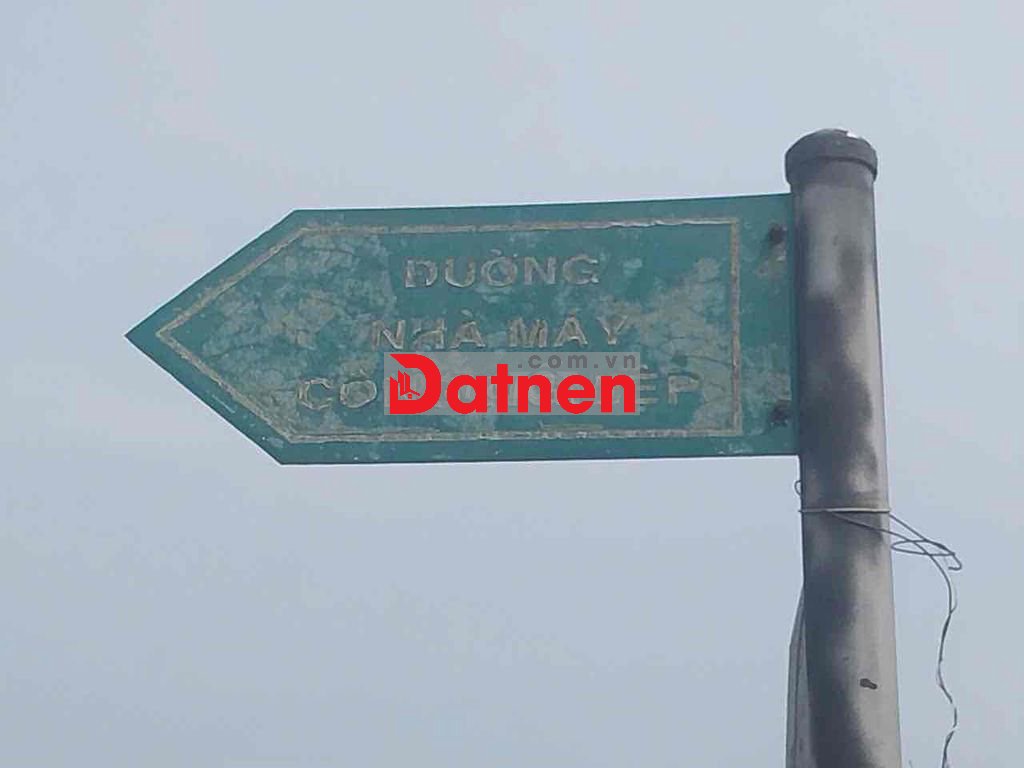 ĐƯỜNG
NHÀ MÁY
.com.vn
Datnen